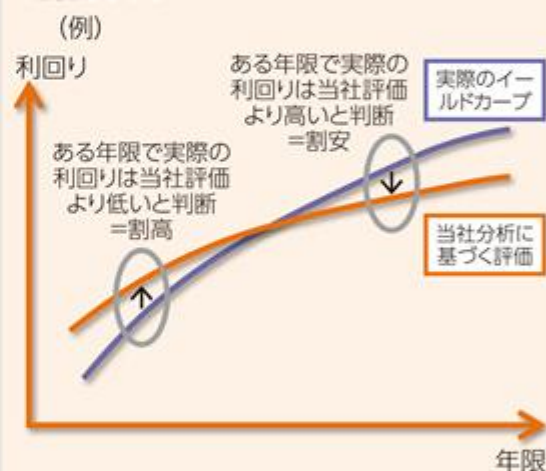 （例）
利回り
ある年限で実際の
利回りは当社評価
より高いと判断
＝割安
実際のイー
ルドカーブ
ある年限で実際の
利回りは当社評価
より低いと判断
＝割高
当社分析に
基づく評価
年限